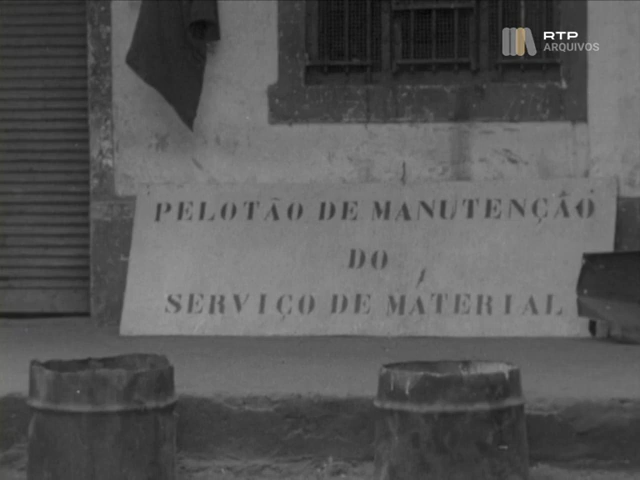 RTP
ARQUIVOS
PELOTÃO DE MANUTENÇÃO
DO
SERVIÇO DE MATERIAL